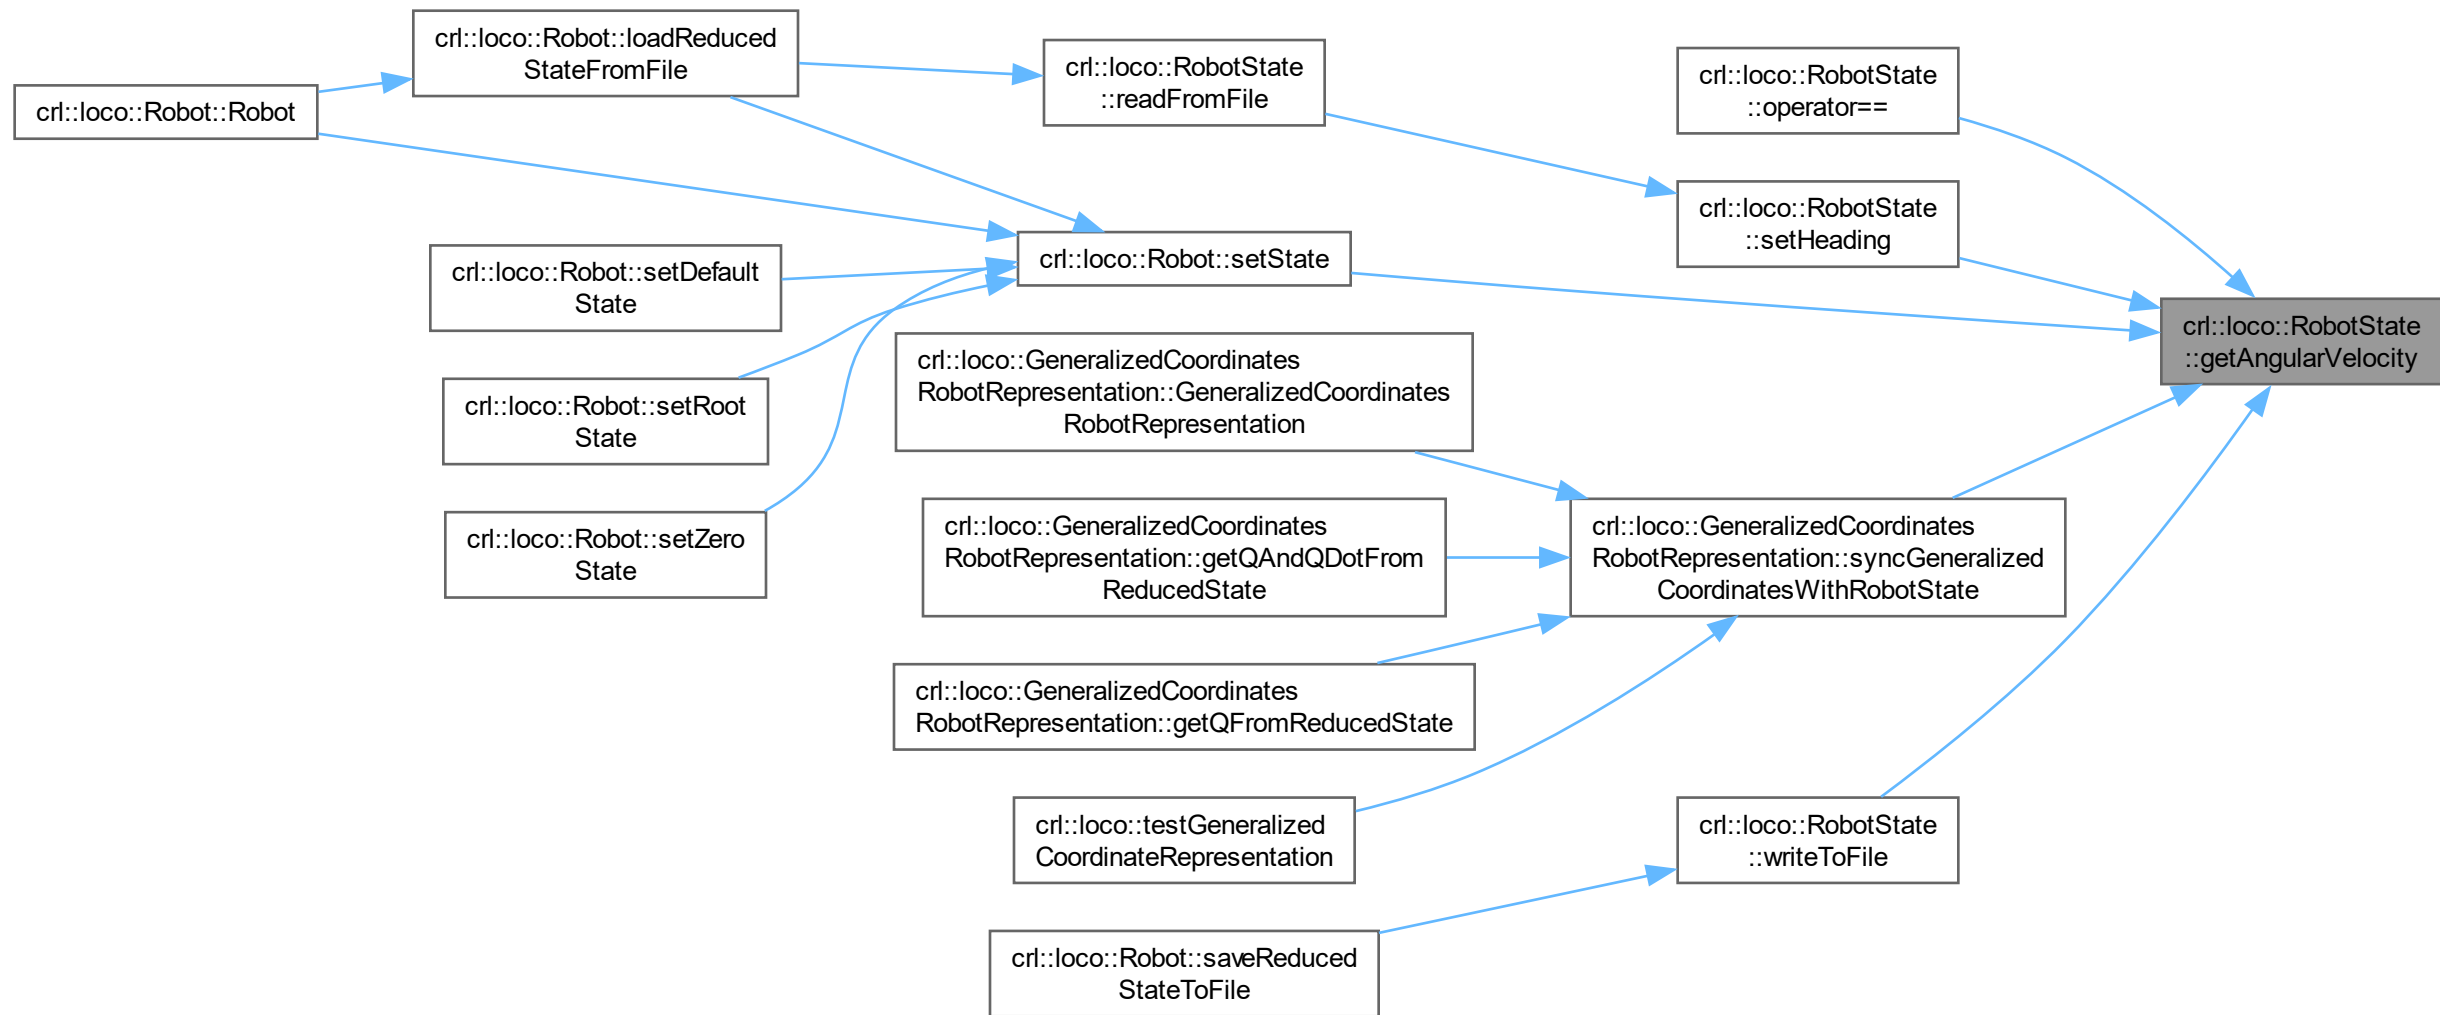 crl::loco::Robot::loadReduced
StateFromFile
crl::loco::Robot::Robot
crl::loco::RobotState
::readFromFile
crl::loco::RobotState
::operator==
crl::loco::RobotState
::setHeading
crl::loco::Robot::setState
crl::loco::Robot::setDefault
State
crl::loco::RobotState
::getAngularVelocity
crl::loco::GeneralizedCoordinates
RobotRepresentation::GeneralizedCoordinates
RobotRepresentation
crl::loco::Robot::setRoot
State
crl::loco::Robot::setZero
State
crl::loco::GeneralizedCoordinates
RobotRepresentation::getQAndQDotFrom
ReducedState
crl::loco::GeneralizedCoordinates
RobotRepresentation::syncGeneralized
CoordinatesWithRobotState
crl::loco::GeneralizedCoordinates
RobotRepresentation::getQFromReducedState
crl::loco::testGeneralized
CoordinateRepresentation
crl::loco::RobotState
::writeToFile
crl::loco::Robot::saveReduced
StateToFile